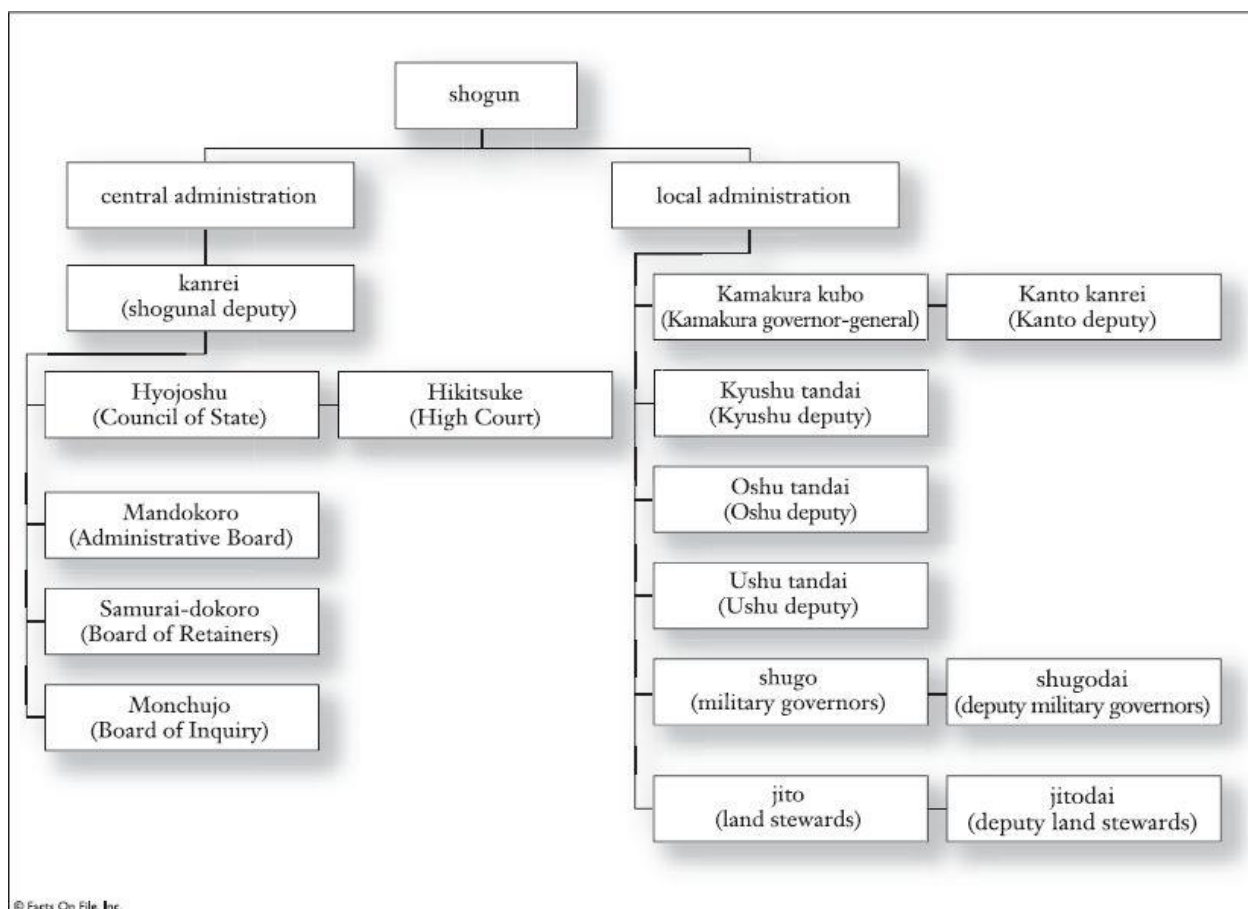 shogun
central administration
local administration
kanrei
(shogunal deputy)
Kamakura kubo
(Kamakura governor-general)
Kanto kanrei
(Kanto deputy)
Hyojoshu
(Council of State)
Hikitsuke
(High Court)
Kyushu tandai
(Kyushu deputy)
Mandokoro
(Administrative Board)
Oshu tandai
(Oshu deputy)
Samurai-dokoro
(Board of Retainers)
Ushu tandai
(Ushu deputy)
Monchujo
(Board of Inquiry)
shugo
(military governors)
shugodai
(deputy military governors)
jito
(land stewards)
jitodai
(deputy land stewards)
© Facts On File, Inc.